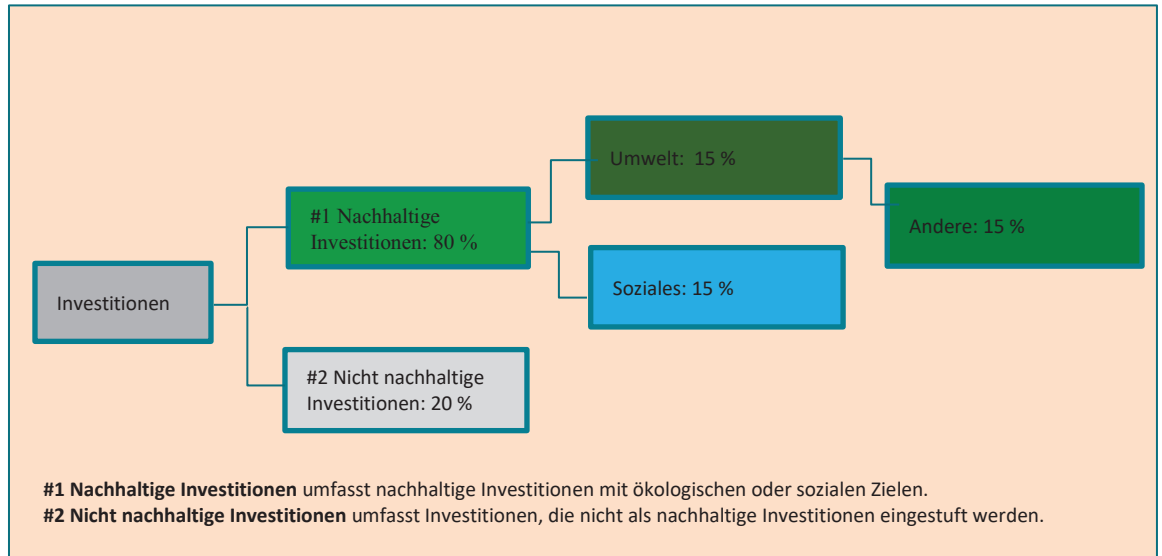 Investitionen
#1 Nachhaltige
Investitionen: 80 %
#2 Nicht nachhaltige
Investitionen: 20 %
Umwelt: 15 %
Soziales: 15 %
Andere: 15 %
#1 Nachhaltige Investitionen umfasst nachhaltige Investitionen mit ökologischen oder sozialen Zielen.
#2 Nicht nachhaltige Investitionen umfasst Investitionen, die nicht als nachhaltige Investitionen eingestuft werden.